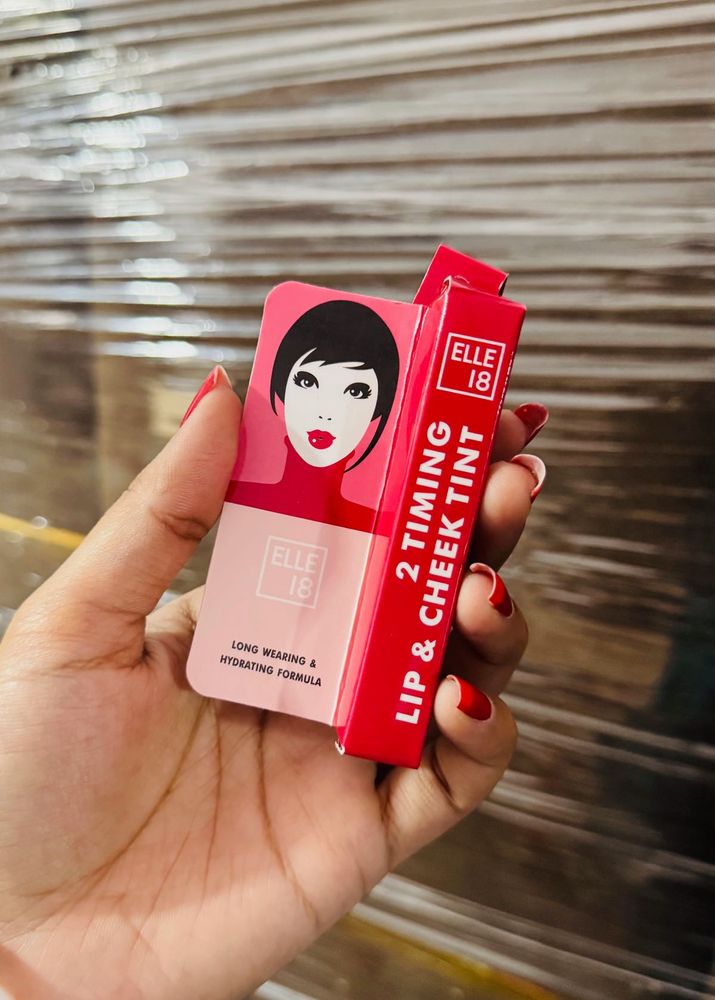 ELLE
18
LONG WEARING &
HYDRATING FORMULA
ELLE
18
2 TIMING
LIP & CHEEK TINT